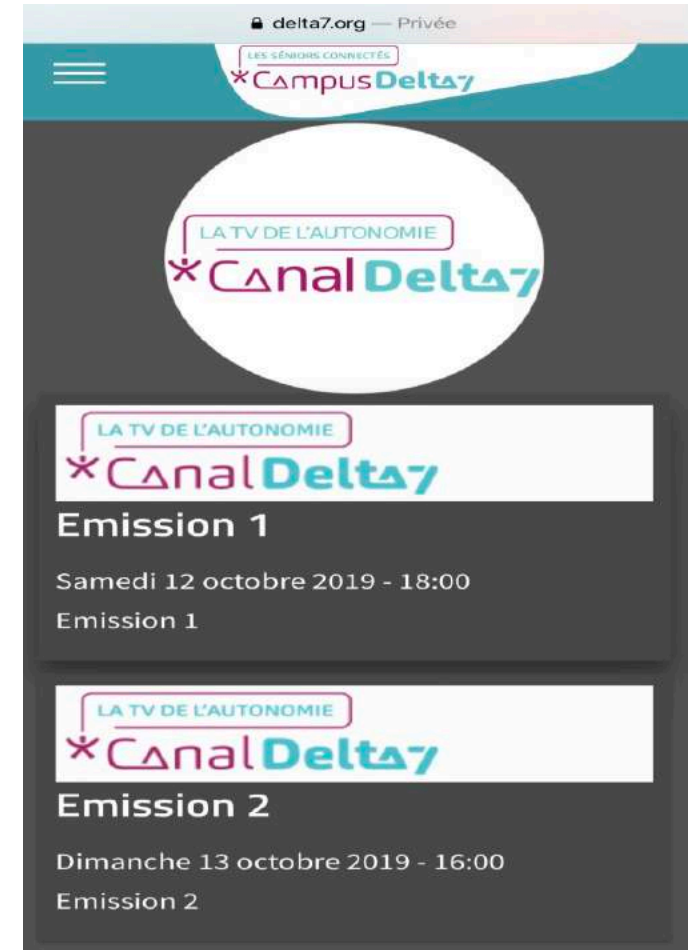 delta7.org — Privée
LES SÉNIORS CONNECTÉS
CAmpusDelta7
LA TV DE L'AUTONOMIE
CAnalDelta7
LA TV DE L'AUTONOMIE
CAnalDelta7
Emission 1
Samedi 12 octobre 2019 - 18:00
Emission 1
LA TV DE L'AUTONOMIE
CAnalDelta7
Emission 2
Dimanche 13 octobre 2019 - 16:00
Emission 2